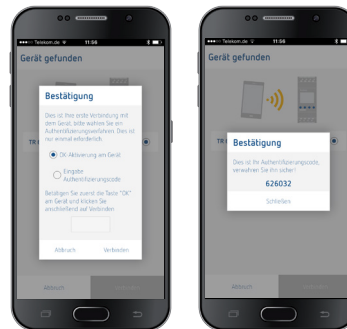 Telekom.de
11:56
Gerät gefunden
Bestätigung
Dies ist Ihre erste Verbindung mit
dem Gerät, bitte wählen Sie ein
Authentifizierungsverfahren. Dies ist
nur einmal erforderlich.
TR
OK-Aktivierung am Gerät
Eingabe
Authentifizierungscode
Betätigen Sie zuerst die Taste "OK"
am Gerät und klicken Sie
anschließend auf Verbinden
Abbruch Verbinden
Abbruch
Telekom.de
11:56
Gerät gefunden
TR
Bestätigung
Dies ist Ihr Authentifizierungscode,
verwahren Sie ihn sicher!
626032
Schließen
Abbruch